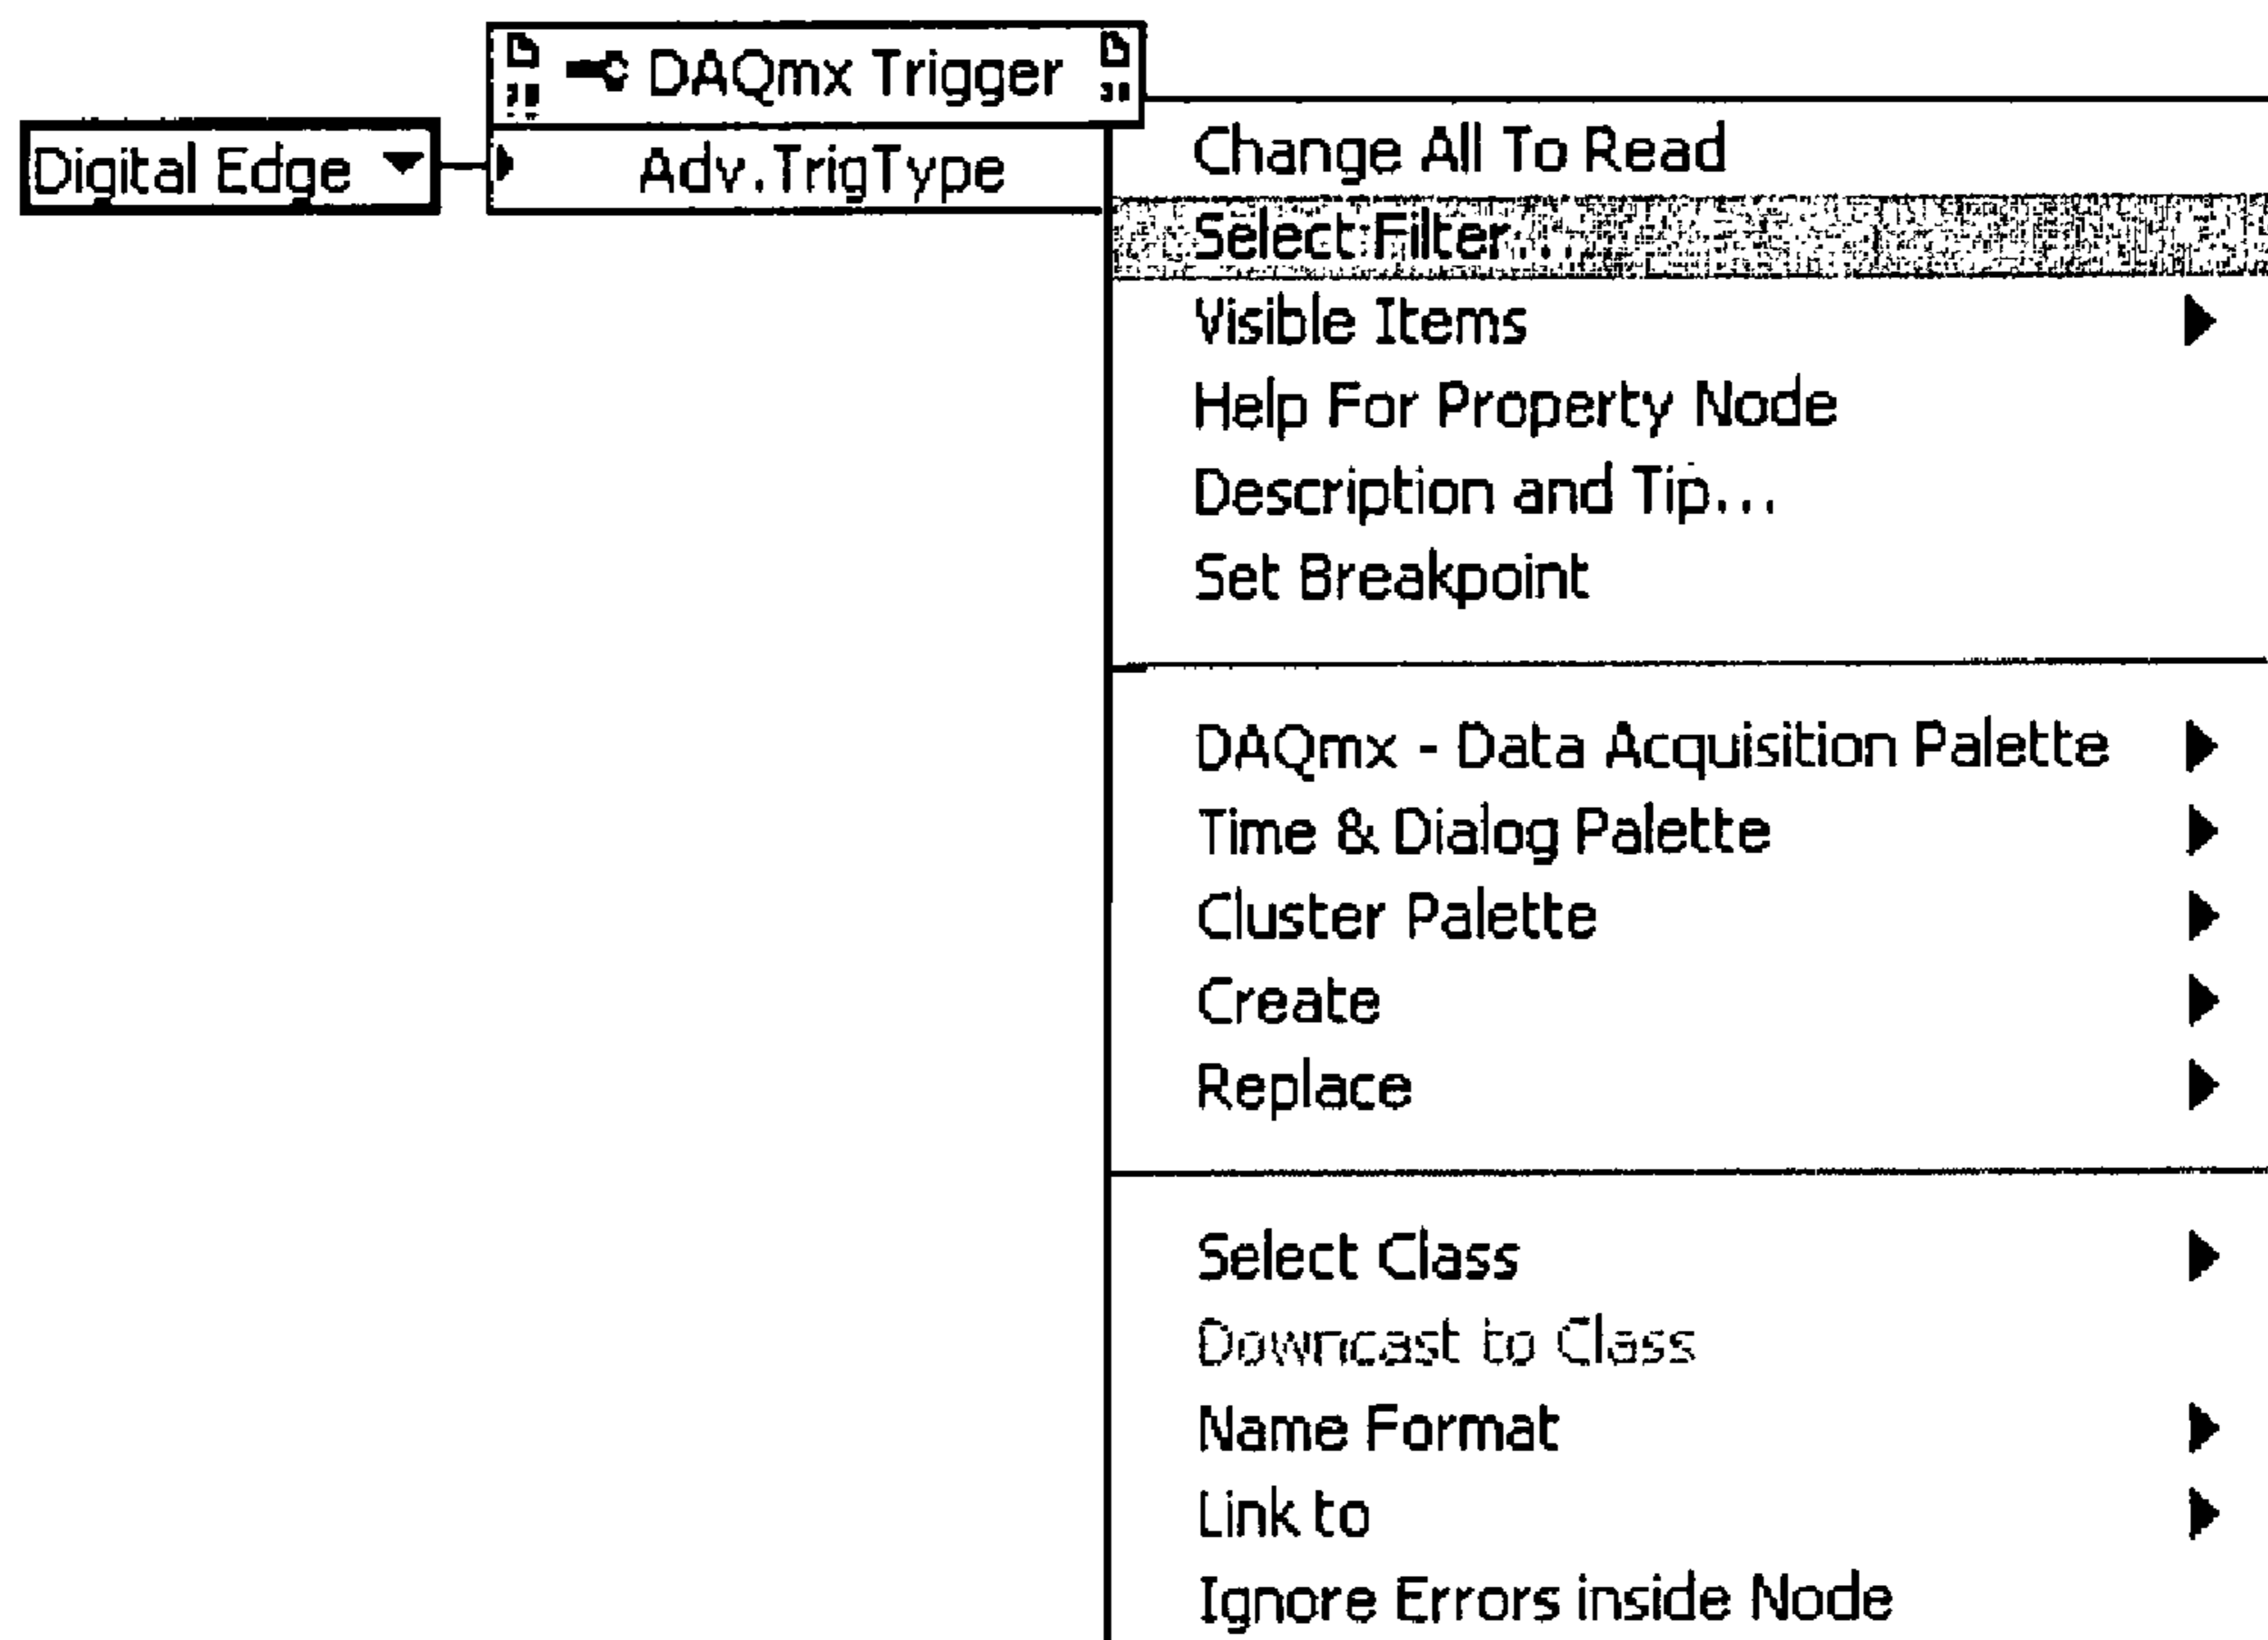 DAQmx Trigger
Digital Edge
Adv.TrigType
Change All To Read
Select Filter...
Visible Items
Help For Property Node
Description and Tip...
Set Breakpoint
DAQmx - Data Acquisition Palette
Time & Dialog Palette
Cluster Palette
Create
Replace
Select Class
Downcast to Class
Name Format
Link to
Ignore Errors inside Node